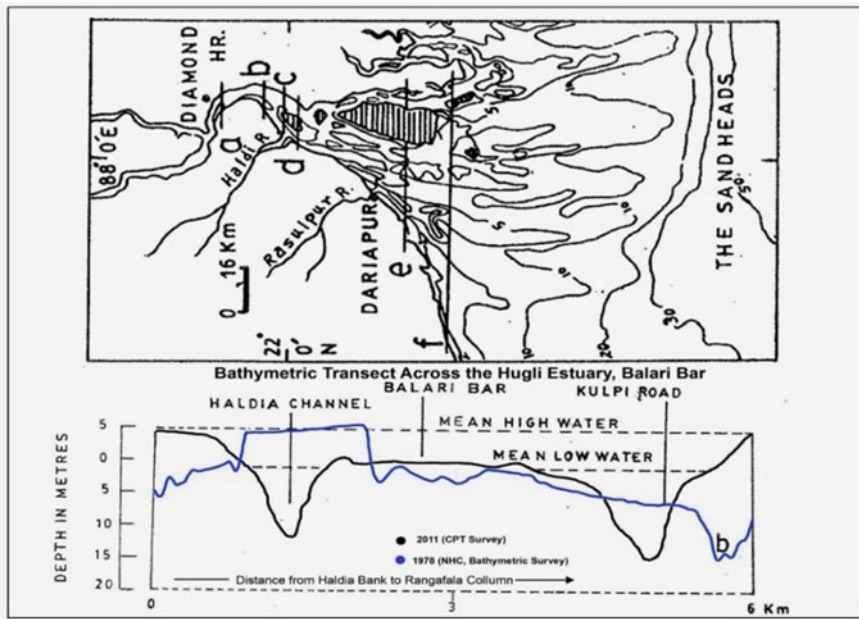 DIAMOND
HR.
88°0'E
a
b
c
d
Haldi R.
Rasulpur R.
0 16 Km
DARIAPUR
e
f
22°
0'
N
5
5
10
10
10
20
30
50
THE SANDHEADS
Bathymetric Transect Across the Hugli Estuary, Balari Bar
BALARI BAR
HALDIA CHANNEL
KULPI ROAD
MEAN HIGH WATER
MEAN LOW WATER
DEPTH IN METRES
5
0
5
10
15
20
b
2011 (CPT Survey)
1978 (NHC, Bathymetric Survey)
Distance from Haldia Bank to Rangafala Collumn
0
3
6 Km